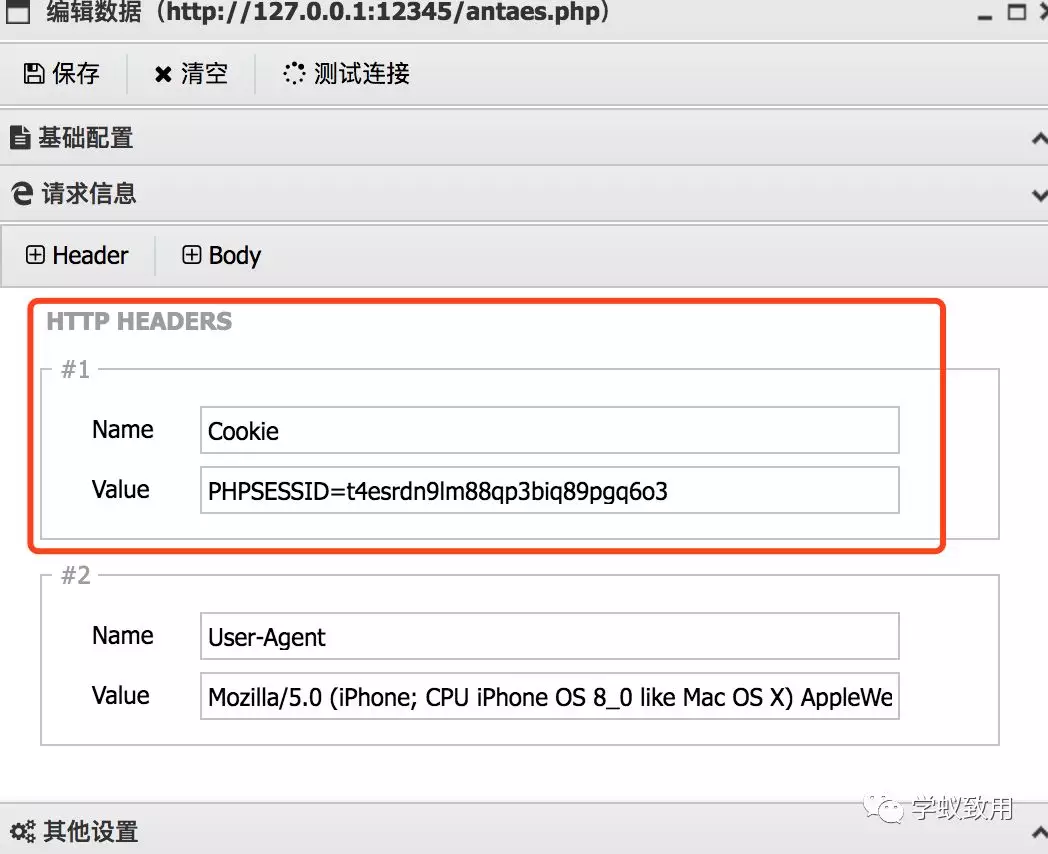 编辑数据（http://127.0.0.1:12345/antaes.php）
保存 清空 测试连接
基础配置
请求信息
Header Body
HTTP HEADERS
#1
Name Cookie
Value PHPSESSID=t4esrdn9lm88qp3biq89pgq6o3
#2
Name User-Agent
Value Mozilla/5.0 (iPhone; CPU iPhone OS 8_0 like Mac OS X) AppleWe
学蚁致用
其他设置